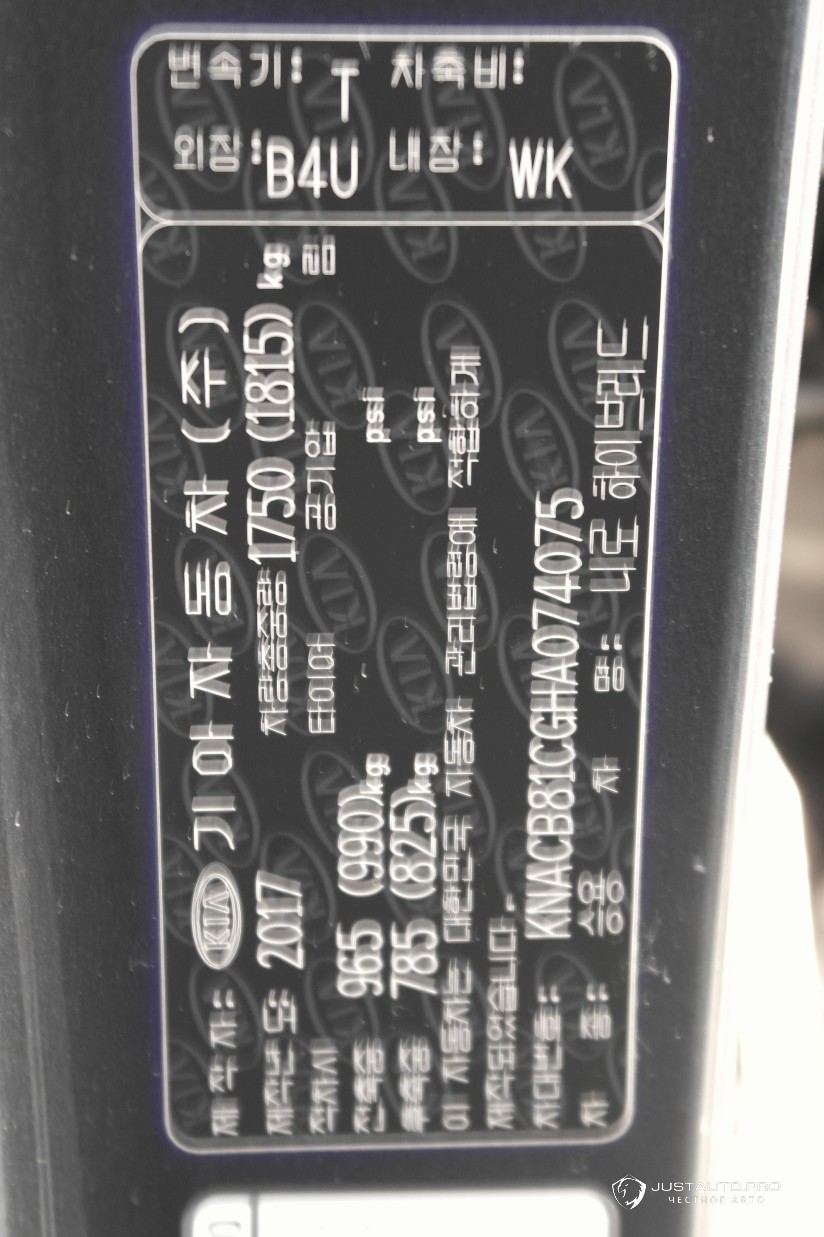 변속기: T 차축비:
외장: B4U 내장: WK
제 작 자: KIA 기 아 자 동 차 (주)
제작년도: 2017 차량총중량 1750 (1815) kg
적차시 타이어 공기압 림
전축중 965 (990)kg psi
후축중 785 (825)kg psi
이 자동차는 대한민국 자동차 관리법령에 적합하게
제작되었습니다.
차대번호: KNACB81CGHA074075
차 종: 승용 차 명: 니로 하이브리드
JUSTAUTO.PRO
ЧЕСТНОЕ АВТО